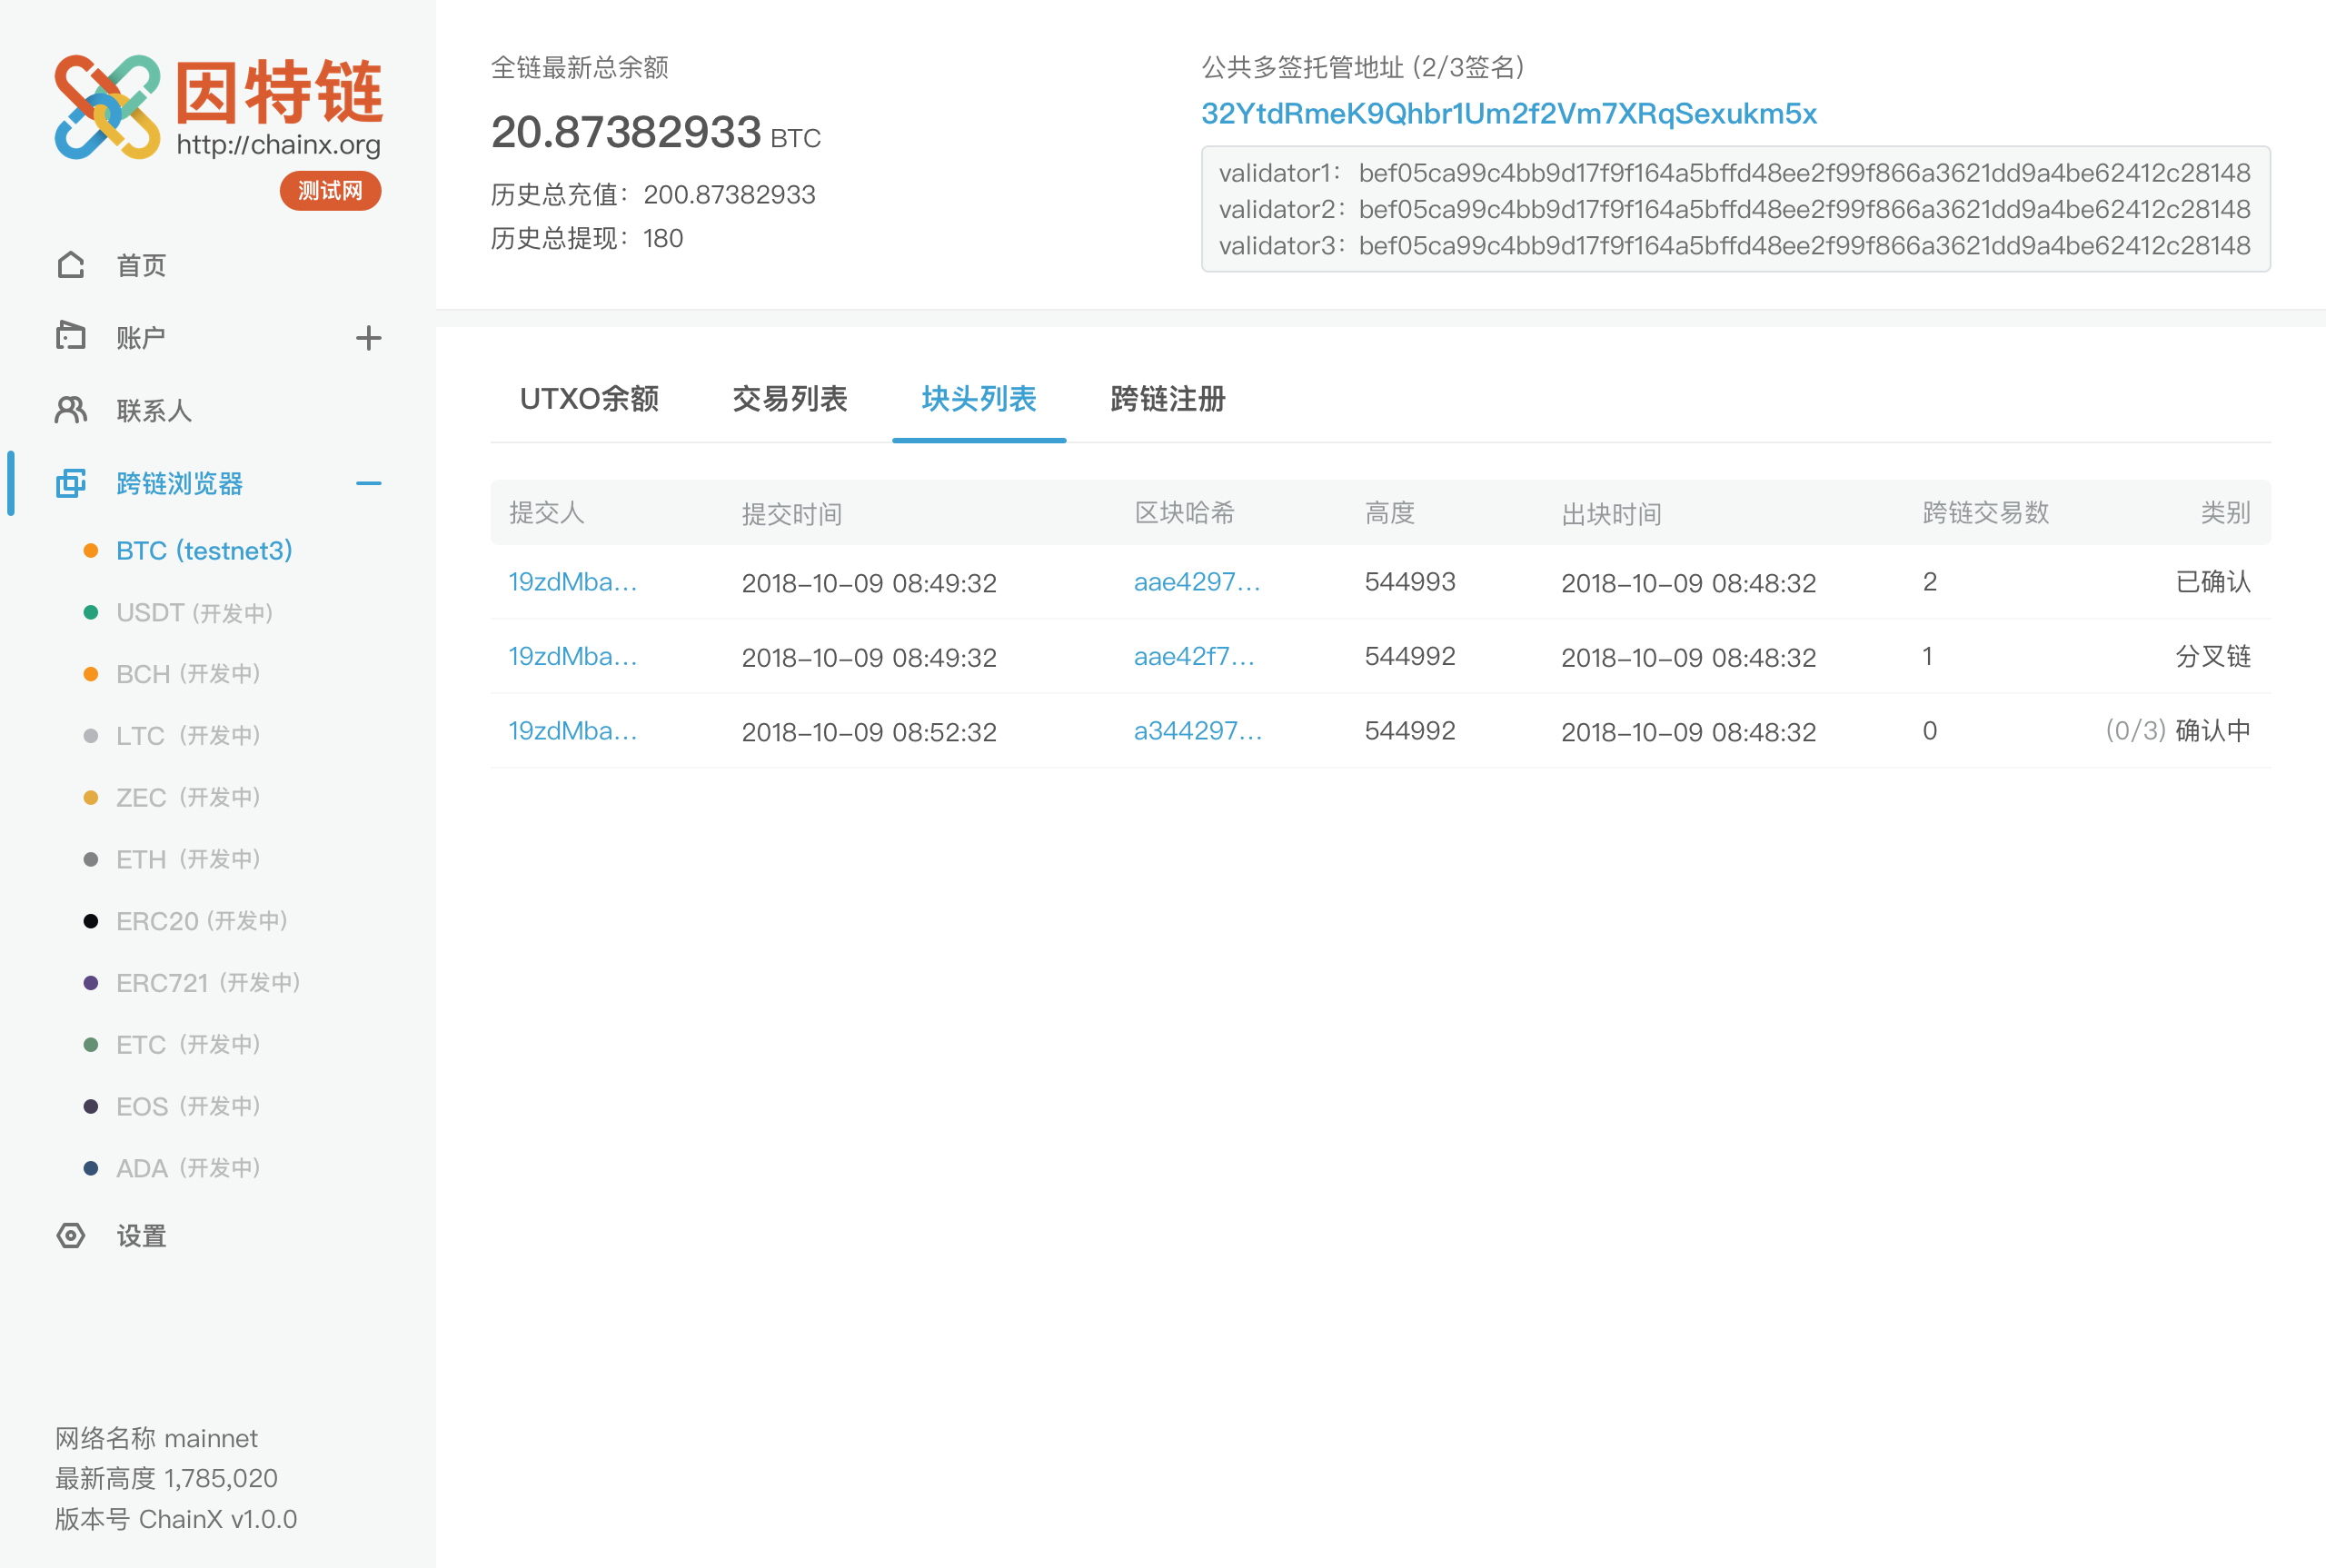 因特链
http://chainx.org
测试网
首页
账户
联系人
跨链浏览器
BTC (testnet3)
USDT (开发中)
BCH (开发中)
LTC (开发中)
ZEC (开发中)
ETH (开发中)
ERC20 (开发中)
ERC721 (开发中)
ETC (开发中)
EOS (开发中)
ADA (开发中)
设置
网络名称 mainnet
最新高度 1,785,020
版本号 ChainX v1.0.0
全链最新总余额
20.87382933 BTC
历史总充值：200.87382933
历史总提现：180
公共多签托管地址 (2/3签名)
32YtdRmeK9Qhbr1Um2f2Vm7XRqSexukm5x
validator1：bef05ca99c4bb9d17f9f164a5bffd48ee2f99f866a3621dd9a4be62412c28148
validator2：bef05ca99c4bb9d17f9f164a5bffd48ee2f99f866a3621dd9a4be62412c28148
validator3：bef05ca99c4bb9d17f9f164a5bffd48ee2f99f866a3621dd9a4be62412c28148
UTXO余额 交易列表 块头列表 跨链注册
提交人 提交时间 区块哈希 高度 出块时间 跨链交易数 类别
19zdMba... 2018-10-09 08:49:32 aae4297... 544993 2018-10-09 08:48:32 2 已确认
19zdMba... 2018-10-09 08:49:32 aae42f7... 544992 2018-10-09 08:48:32 1 分叉链
19zdMba... 2018-10-09 08:52:32 a344297... 544992 2018-10-09 08:48:32 0 (0/3) 确认中